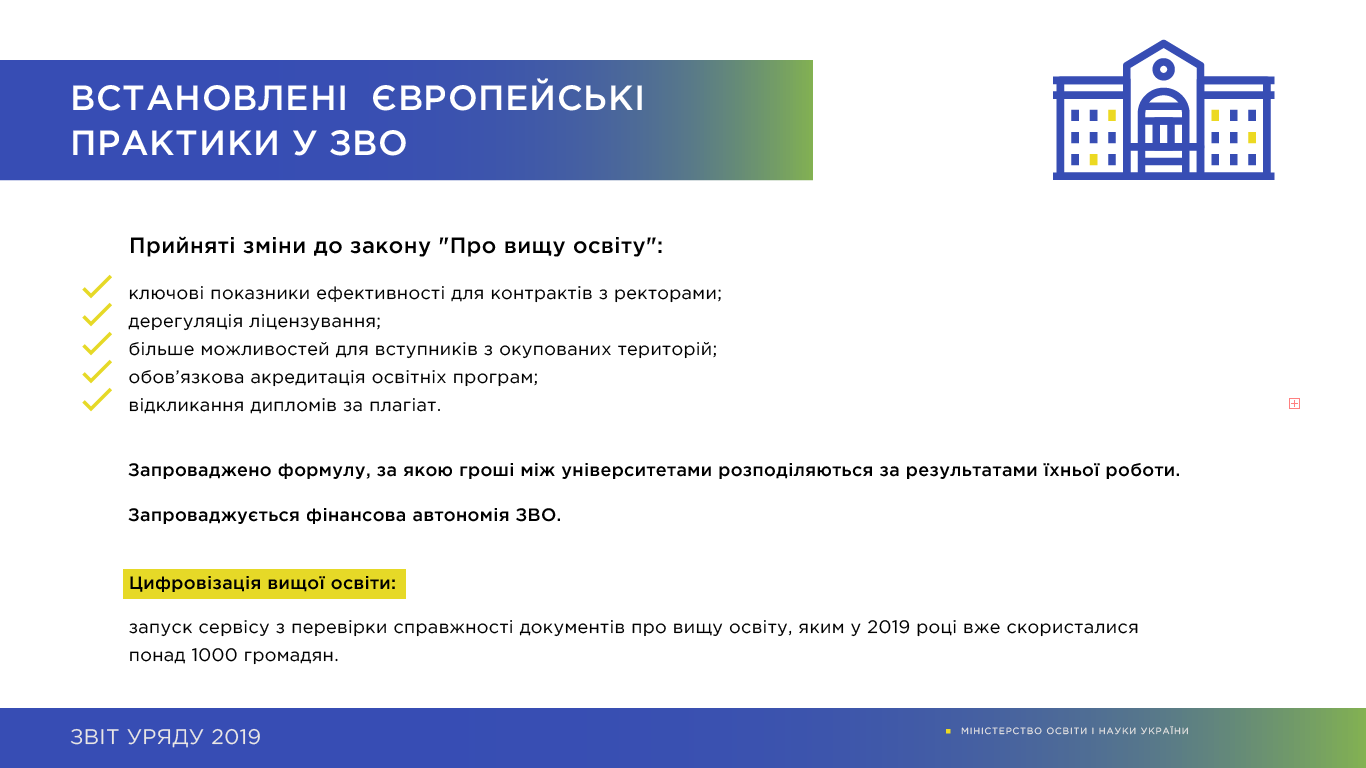 ВСТАНОВЛЕНІ ЄВРОПЕЙСЬКІ
ПРАКТИКИ У ЗВО
Прийняті зміни до закону "Про вищу освіту":
ключові показники ефективності для контрактів з ректорами;
дерегуляція ліцензування;
більше можливостей для вступників з окупованих територій;
обов’язкова акредитація освітніх програм;
відкликання дипломів за плагіат.
Запроваджено формулу, за якою гроші між університетами розподіляються за результатами їхньої роботи.
Запроваджується фінансова автономія ЗВО.
Цифровізація вищої освіти:
запуск сервісу з перевірки справжності документів про вищу освіту, яким у 2019 році вже скористалися
понад 1000 громадян.
ЗВІТ УРЯДУ 2019
МІНІСТЕРСТВО ОСВІТИ І НАУКИ УКРАЇНИ